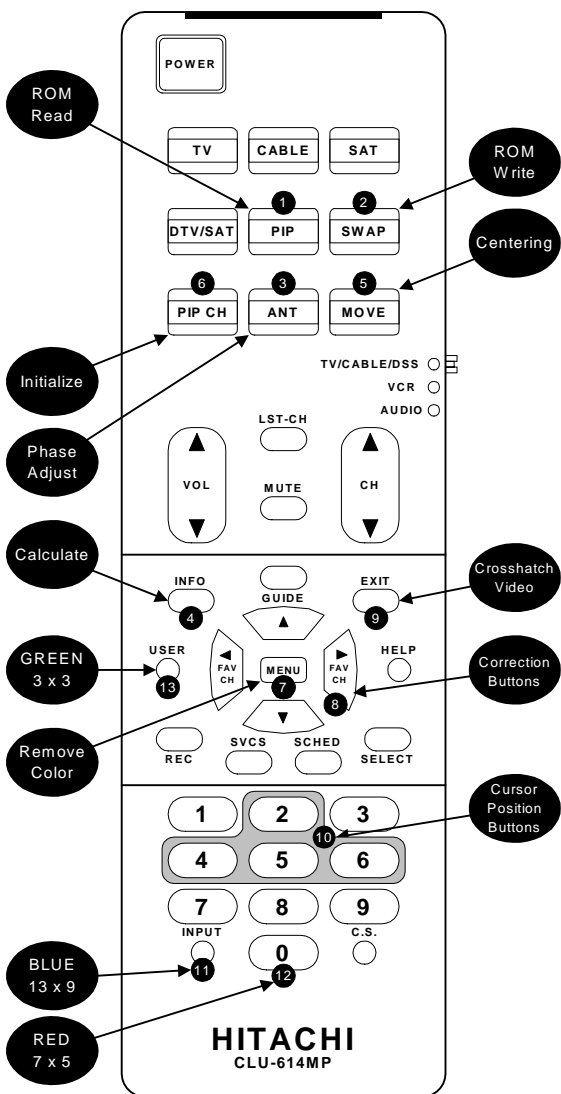 POWER
ROM
Read
TV
CABLE
SAT
ROM
Write
1
2
DTV/SAT
PIP
SWAP
Centering
6
3
5
PIP CH
ANT
MOVE
Initialize
TV/CABLE/DSS
VCR
AUDIO
LST-CH
Phase
Adjust
VOL
MUTE
CH
Calculate
INFO
4
GUIDE
EXIT
9
Crosshatch
Video
GREEN
3 x 3
USER
13
FAV
CH
MENU
7
FAV
CH
8
HELP
Correction
Buttons
Remove
Color
REC
SVCS
SCHED
SELECT
Cursor
Position
Buttons
1
2
3
10
4
5
6
7
8
9
INPUT
11
0
12
C.S.
BLUE
13 x 9
RED
7 x 5
HITACHI
CLU-614MP